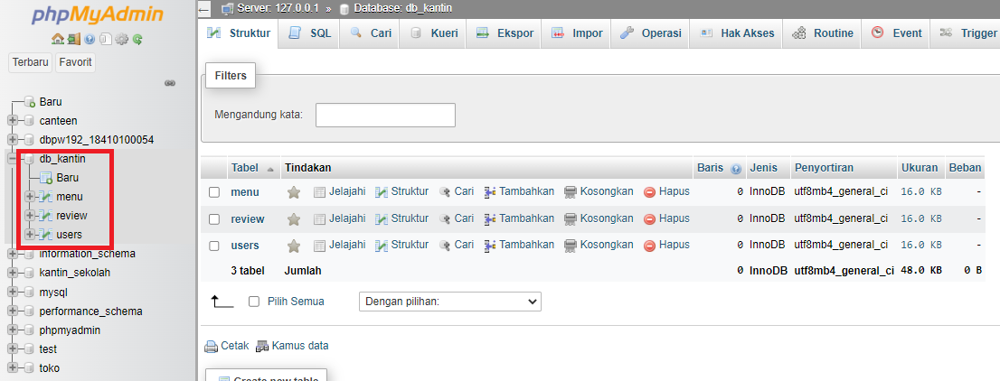 phpMyAdmin
Terbaru Favorit
Baru
canteen
dbpw192_18410100054
db_kantin
Baru
menu
review
users
information_schema
kantin_sekolah
mysql
performance_schema
phpmyadmin
test
toko
Server: 127.0.0.1 » Database: db_kantin
Struktur SQL Cari Kueri Ekspor Impor Operasi Hak Akses Routine Event Trigger
Filters
Mengandung kata:
Tabel Tindakan Baris Jenis Penyortiran Ukuran Beban
menu Jelajahi Struktur Cari Tambahkan Kosongkan Hapus 0 InnoDB utf8mb4_general_ci 16.0 KB -
review Jelajahi Struktur Cari Tambahkan Kosongkan Hapus 0 InnoDB utf8mb4_general_ci 16.0 KB -
users Jelajahi Struktur Cari Tambahkan Kosongkan Hapus 0 InnoDB utf8mb4_general_ci 16.0 KB -
3 tabel Jumlah 0 InnoDB utf8mb4_general_ci 48.0 KB 0 B
Pilih Semua Dengan pilihan:
Cetak Kamus data
Create new table